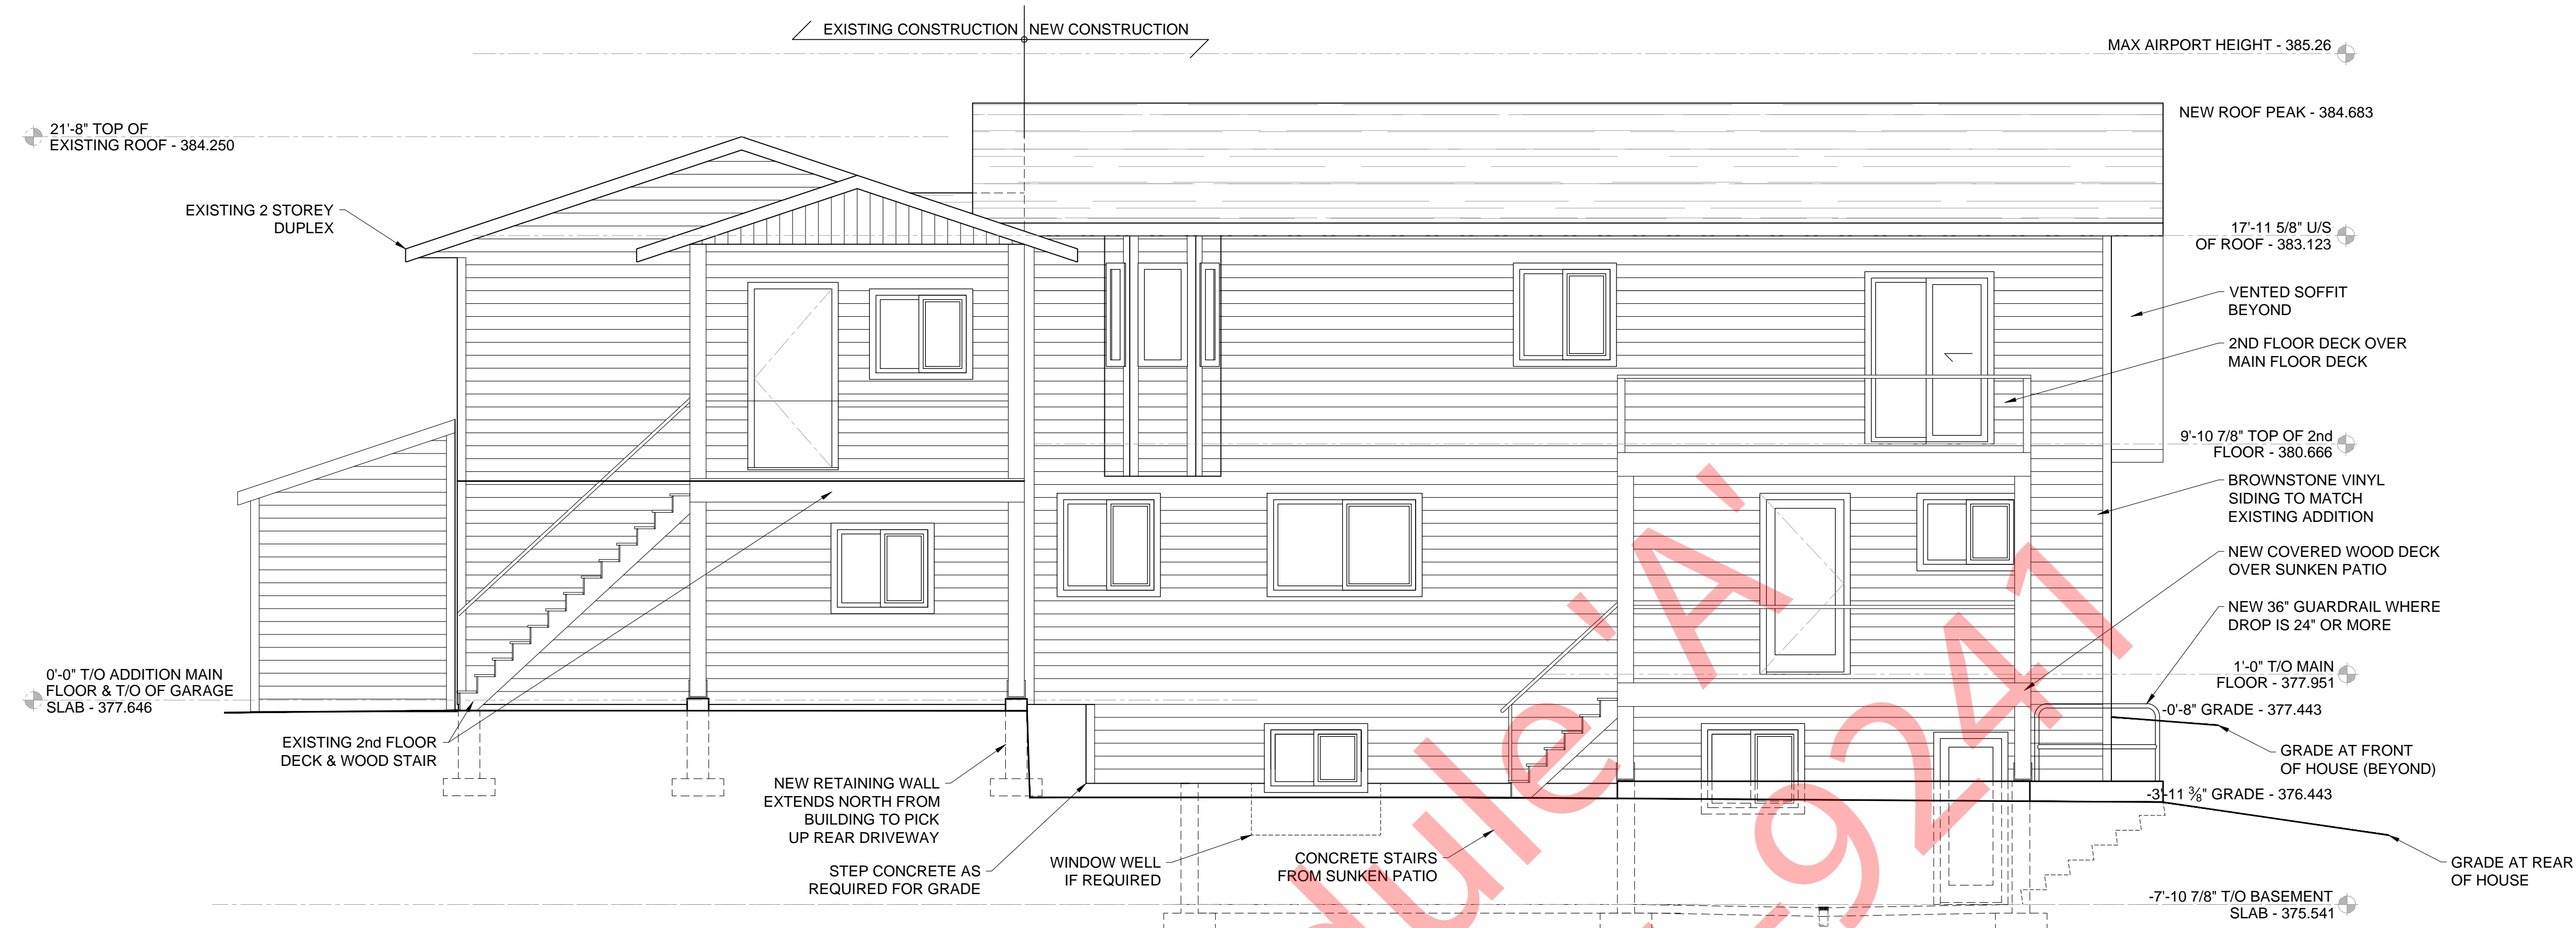 EXISTING CONSTRUCTION
NEW CONSTRUCTION
MAX AIRPORT HEIGHT - 385.26
NEW ROOF PEAK - 384.683
21'-8" TOP OF
EXISTING ROOF - 384.250
EXISTING 2 STOREY
DUPLEX
17'-11 5/8" U/S
OF ROOF - 383.123
VENTED SOFFIT
BEYOND
2ND FLOOR DECK OVER
MAIN FLOOR DECK
1
9'-10 7/8" TOP OF 2nd
FLOOR - 380.666
BROWNSTONE VINYL
SIDING TO MATCH
EXISTING ADDITION
NEW COVERED WOOD DECK
OVER SUNKEN PATIO
NEW 36" GUARDRAIL WHERE
DROP IS 24" OR MORE
0'-0" T/O ADDITION MAIN
FLOOR & T/O OF GARAGE
SLAB - 377.646
1'-0" T/O MAIN
FLOOR - 377.951
-0'-8" GRADE - 377.443
GRADE AT FRONT
OF HOUSE (BEYOND)
-3'-11 3/8" GRADE - 376.443
EXISTING 2nd FLOOR
DECK & WOOD STAIR
NEW RETAINING WALL
EXTENDS NORTH FROM
BUILDING TO PICK
UP REAR DRIVEWAY
STEP CONCRETE AS
REQUIRED FOR GRADE
WINDOW WELL
IF REQUIRED
CONCRETE STAIRS
FROM SUNKEN PATIO
GRADE AT REAR
OF HOUSE
-7'-10 7/8" T/O BASEMENT
SLAB - 375.541
dule 'A'
-9241